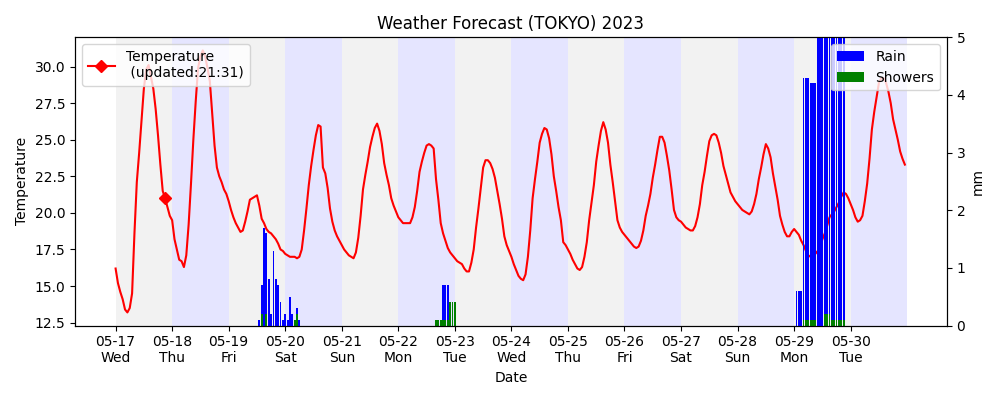 Weather Forecast (TOKYO) 2023
Temperature
(updated:21:31)
Rain
Showers
30.0
27.5
25.0
22.5
20.0
17.5
15.0
12.5
Temperature
5
4
3
2
1
0
mm
05-17 05-18 05-19 05-20 05-21 05-22 05-23 05-24 05-25 05-26 05-27 05-28 05-29 05-30
Wed Thu Fri Sat Sun Mon Tue Wed Thu Fri Sat Sun Mon Tue
Date